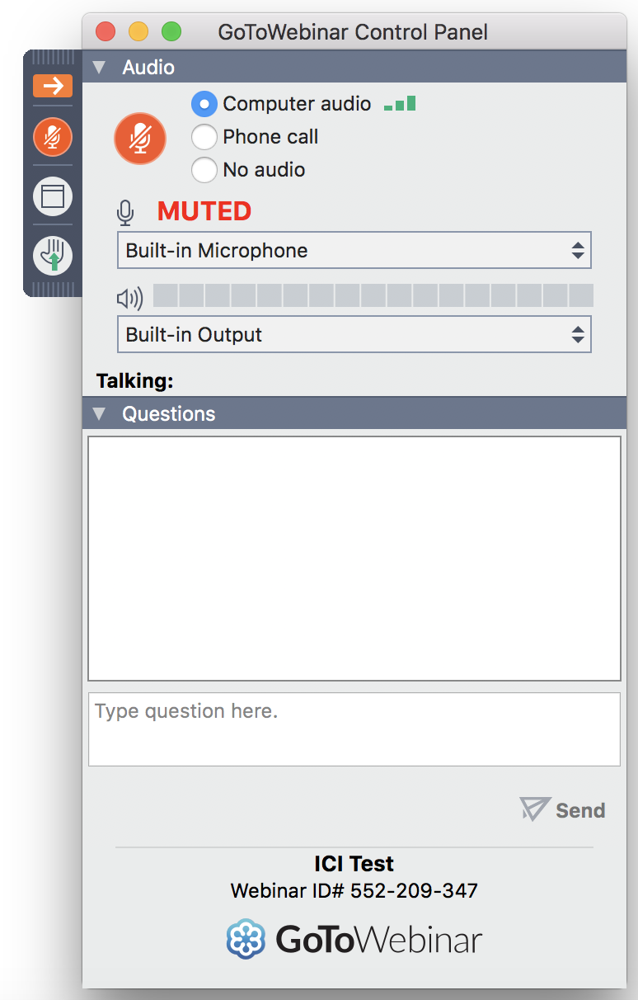 GoToWebinar Control Panel
Audio
Computer audio
Phone call
No audio
MUTED
Built-in Microphone
Built-in Output
Talking:
Questions
Type question here.
Send
ICI Test
Webinar ID# 552-209-347
GoToWebinar